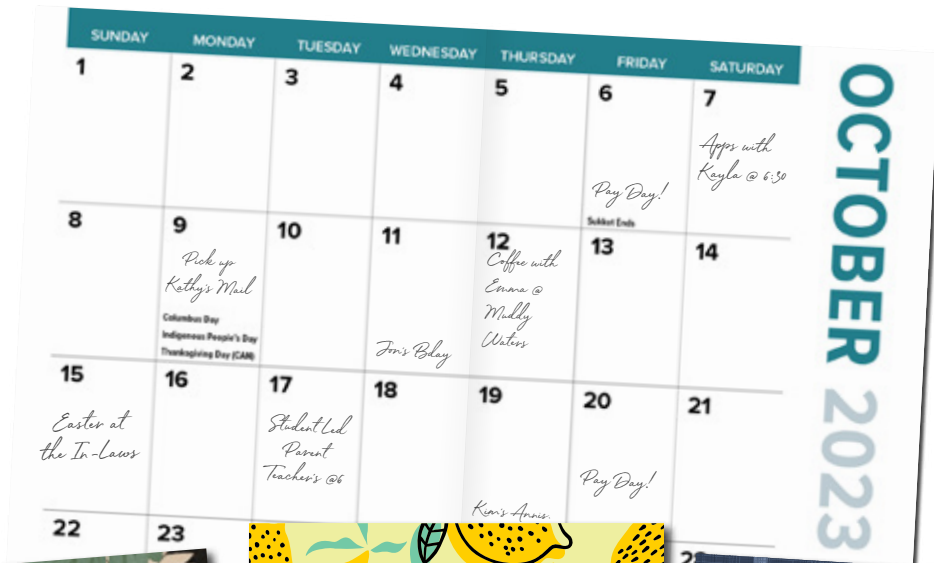 SUNDAY MONDAY TUESDAY WEDNESDAY THURSDAY FRIDAY SATURDAY
OCTOBER 2023
1 2 3 4 5 6 7
Pay Day!
Sukkot Ends
Apps with
Kayla @ 6:30
8 9 10 11 12 13 14
Pick up
Kathy's Mail
Columbus Day
Indigenous People's Day
Thanksgiving Day (CAN)
Jon's Bday
Coffee with
Emma @
Muddy
Waters
15 16 17 18 19 20 21
Easter at
the In-Laws
Student Led
Parent
Teacher's @6
Kim's Annis.
Pay Day!
22 23